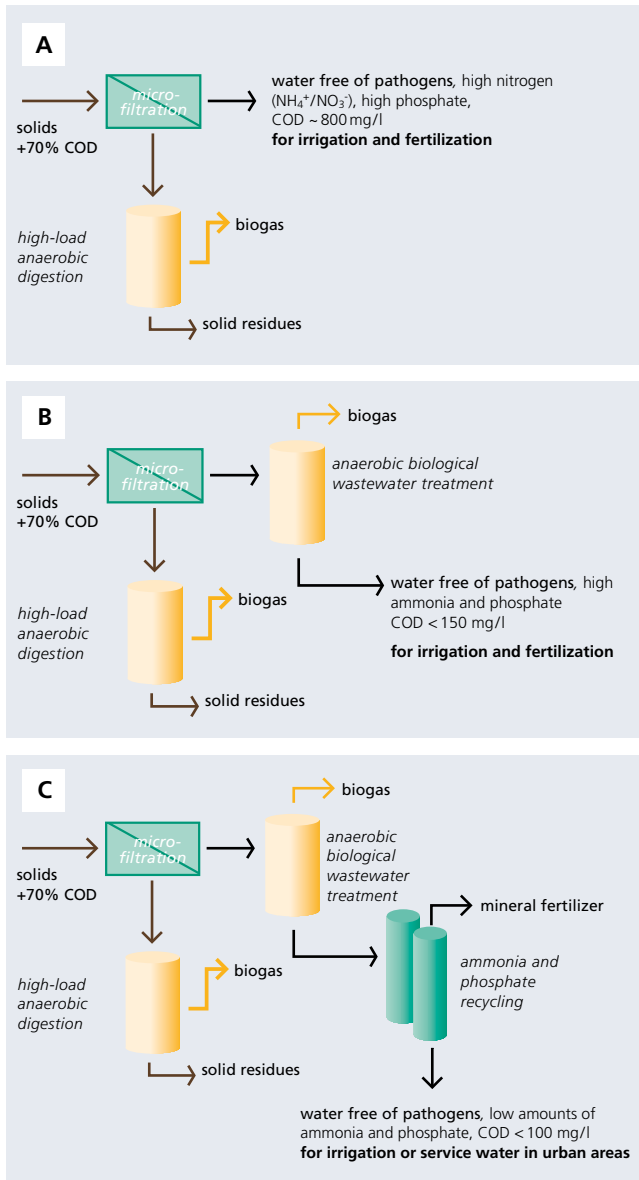 A
micro-
filtration
water free of pathogens, high nitrogen
(NH₄⁺/NO₃⁻), high phosphate,
COD ~ 800 mg/l
for irrigation and fertilization
solids
+70% COD
high-load
anaerobic
digestion
biogas
solid residues
B
biogas
micro-
filtration
anaerobic biological
wastewater treatment
solids
+70% COD
high-load
anaerobic
digestion
biogas
water free of pathogens, high
ammonia and phosphate
COD < 150 mg/l
for irrigation and fertilization
solid residues
C
biogas
micro-
filtration
anaerobic
biological
wastewater
treatment
solids
+70% COD
mineral fertilizer
high-load
anaerobic
digestion
biogas
ammonia and
phosphate
recycling
solid residues
water free of pathogens, low amounts of
ammonia and phosphate, COD < 100 mg/l
for irrigation or service water in urban areas